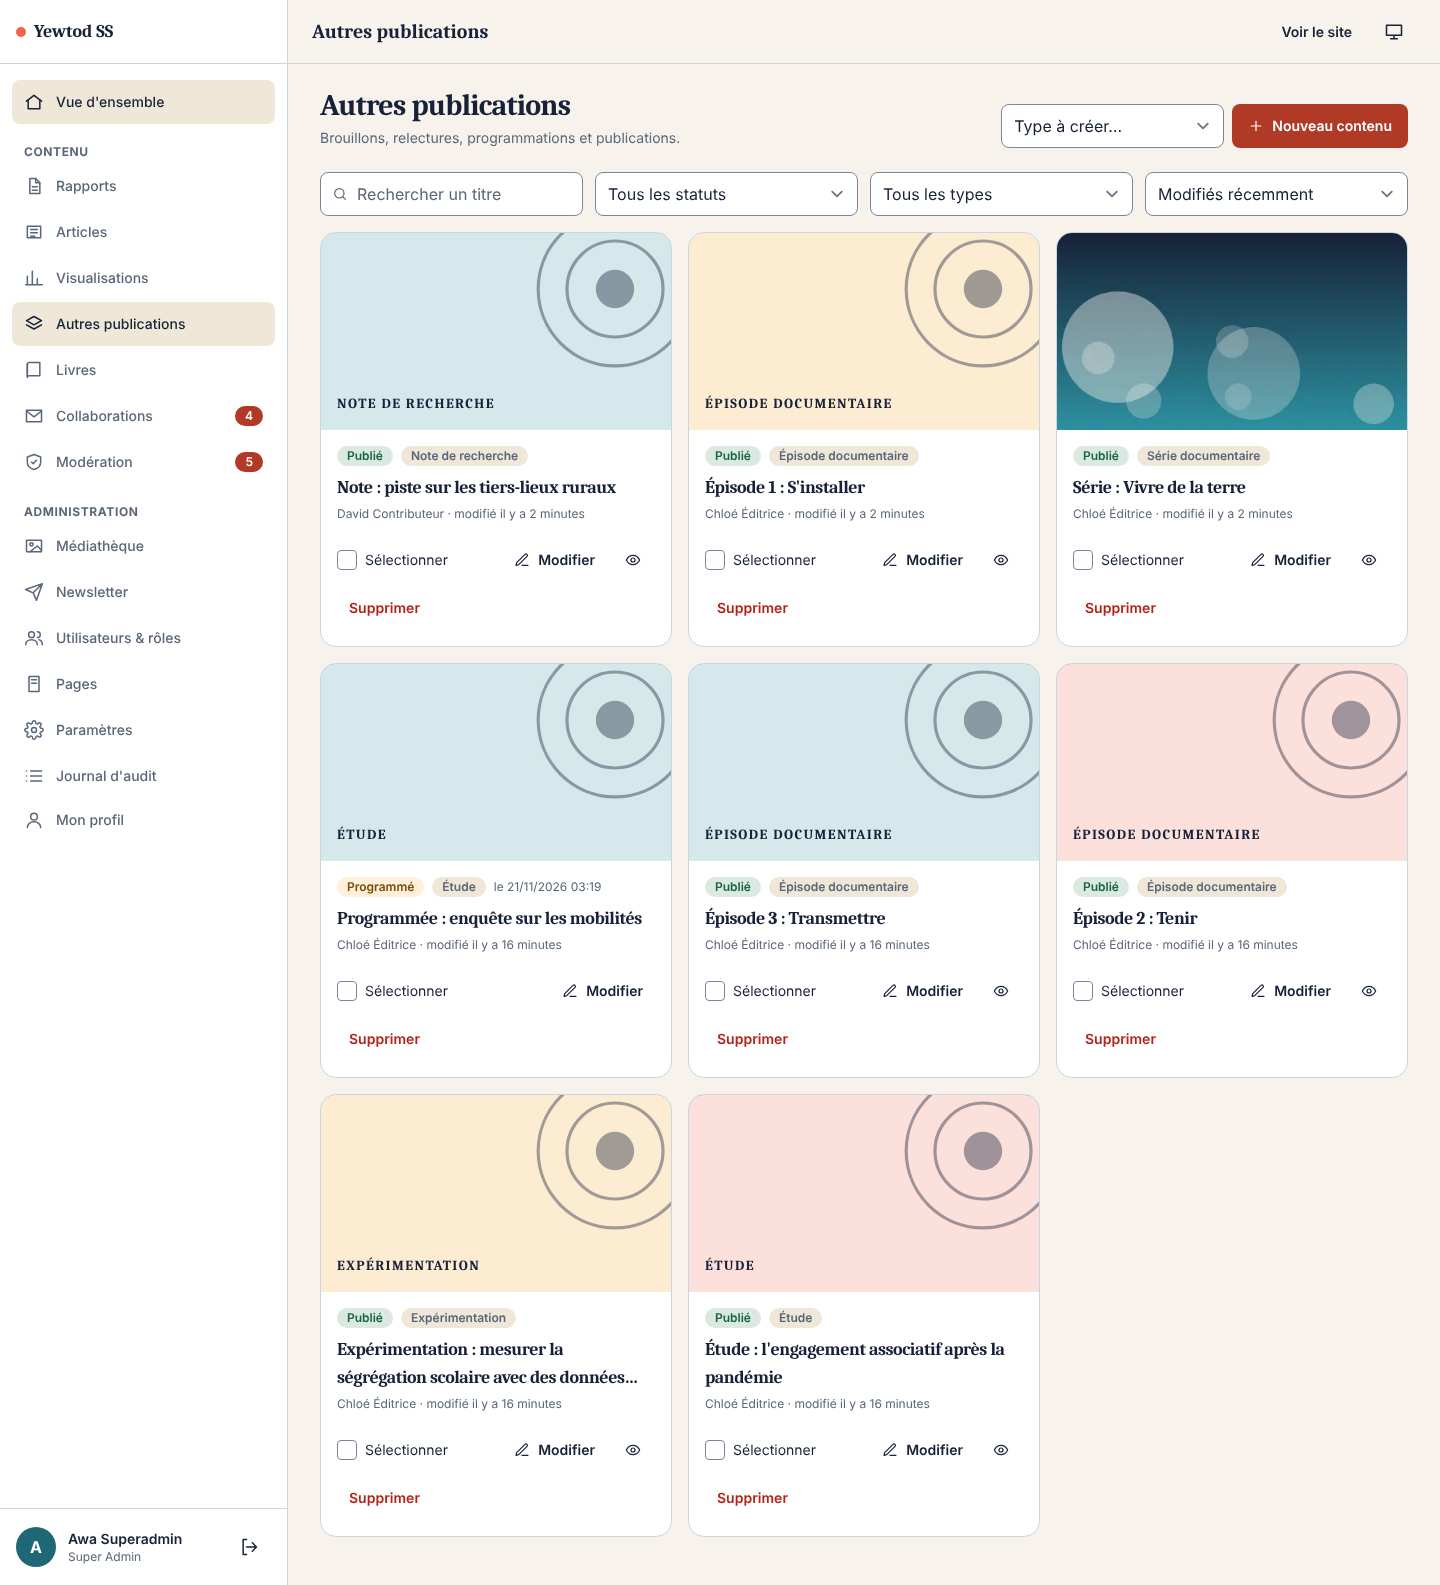 Yewtod SS
Vue d'ensemble
CONTENU
Rapports
Articles
Visualisations
Autres publications
Livres
Collaborations 4
Modération 5
ADMINISTRATION
Médiathèque
Newsletter
Utilisateurs & rôles
Pages
Paramètres
Journal d'audit
Mon profil
A
Awa Superadmin
Super Admin
Autres publications
Voir le site
Autres publications
Brouillons, relectures, programmations et publications.
Type à créer...
Nouveau contenu
Rechercher un titre
Tous les statuts
Tous les types
Modifiés récemment
NOTE DE RECHERCHE
Publié Note de recherche
Note : piste sur les tiers-lieux ruraux
David Contributeur · modifié il y a 2 minutes
Sélectionner Modifier
Supprimer
ÉPISODE DOCUMENTAIRE
Publié Épisode documentaire
Épisode 1 : S'installer
Chloé Éditrice · modifié il y a 2 minutes
Sélectionner Modifier
Supprimer
Publié Série documentaire
Série : Vivre de la terre
Chloé Éditrice · modifié il y a 2 minutes
Sélectionner Modifier
Supprimer
ÉTUDE
Programmé Étude le 21/11/2026 03:19
Programmée : enquête sur les mobilités
Chloé Éditrice · modifié il y a 16 minutes
Sélectionner Modifier
Supprimer
ÉPISODE DOCUMENTAIRE
Publié Épisode documentaire
Épisode 3 : Transmettre
Chloé Éditrice · modifié il y a 16 minutes
Sélectionner Modifier
Supprimer
ÉPISODE DOCUMENTAIRE
Publié Épisode documentaire
Épisode 2 : Tenir
Chloé Éditrice · modifié il y a 16 minutes
Sélectionner Modifier
Supprimer
EXPÉRIMENTATION
Publié Expérimentation
Expérimentation : mesurer la
ségrégation scolaire avec des données...
Chloé Éditrice · modifié il y a 16 minutes
Sélectionner Modifier
Supprimer
ÉTUDE
Publié Étude
Étude : l'engagement associatif après la
pandémie
Chloé Éditrice · modifié il y a 16 minutes
Sélectionner Modifier
Supprimer